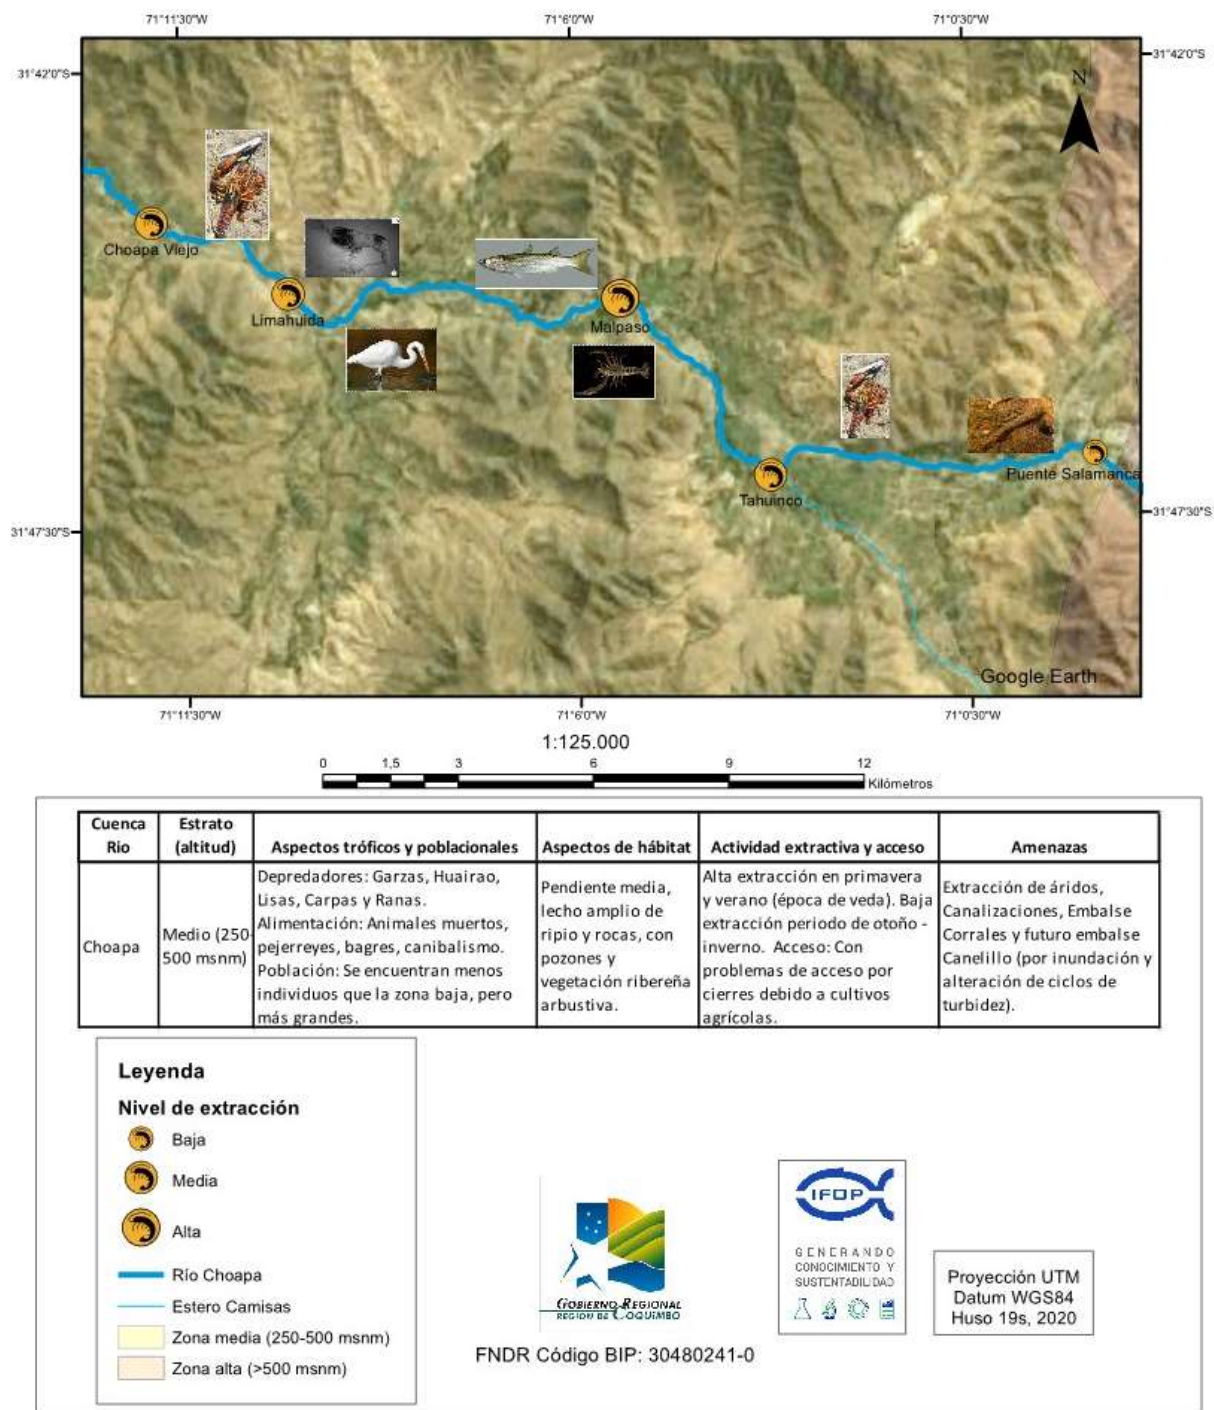 71°11'30"W 71°6'0"W 71°0'30"W
31°42'0"S 31°42'0"S
N
Choapa Viejo
Limahuida
Malpaso
Tahuinco
Puente Salamanca
31°47'30"S 31°47'30"S
Google Earth
71°11'30"W 71°6'0"W 71°0'30"W
1:125.000
0 1,5 3 6 9 12
Kilómetros
Cuenca Rio
Estrato (altitud)
Aspectos tróficos y poblacionales
Aspectos de hábitat
Actividad extractiva y acceso
Amenazas
Choapa
Medio (250-
500 msnm)
Depredadores: Garzas, Huairao,
Lisas, Carpas y Ranas.
Alimentación: Animales muertos,
pejerreyes, bagres, canibalismo.
Población: Se encuentran menos
individuos que la zona baja, pero
más grandes.
Pendiente media,
lecho amplio de
ripio y rocas, con
pozones y
vegetación ribereña
arbustiva.
Alta extracción en primavera
y verano (época de veda). Baja
extracción periodo de otoño -
inverno. Acceso: Con
problemas de acceso por
cierres debido a cultivos
agrícolas.
Extracción de áridos,
Canalizaciones, Embalse
Corrales y futuro embalse
Canelillo (por inundación y
alteración de ciclos de
turbidez).
Leyenda
Nivel de extracción
Baja
Media
Alta
Río Choapa
Estero Camisas
Zona media (250-500 msnm)
Zona alta (>500 msnm)
GOBIERNO REGIONAL
REGIÓN DE COQUIMBO
FNDR Código BIP: 30480241-0
IFOP
GENERANDO
CONOCIMIENTO Y
SUSTENTABILIDAD
Proyección UTM
Datum WGS84
Huso 19s, 2020